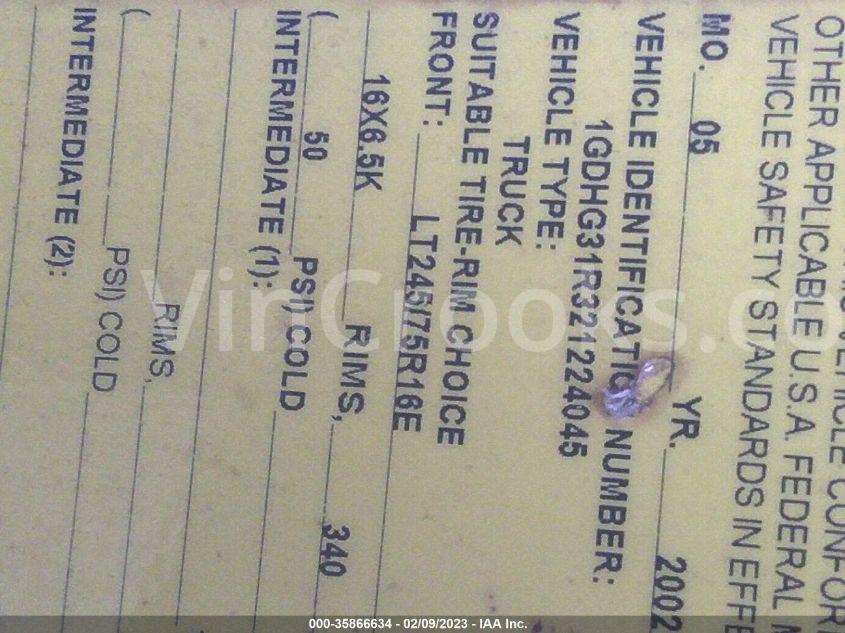 OTHER APPLICABLE U.S.A. FEDERAL
VEHICLE SAFETY STANDARDS IN EFFE
MO. 05 YR. 2002
VEHICLE IDENTIFICATION NUMBER:
1GDHG31R321224045
VEHICLE TYPE:
TRUCK
SUITABLE TIRE-RIM CHOICE
FRONT: LT245/75R16E
16X6.5K RIMS, 340
( 50 PSI) COLD
INTERMEDIATE (1):
RIMS,
( PSI) COLD
INTERMEDIATE (2):
VinCrooks.co
000-35866634 - 02/09/2023 - IAA Inc.